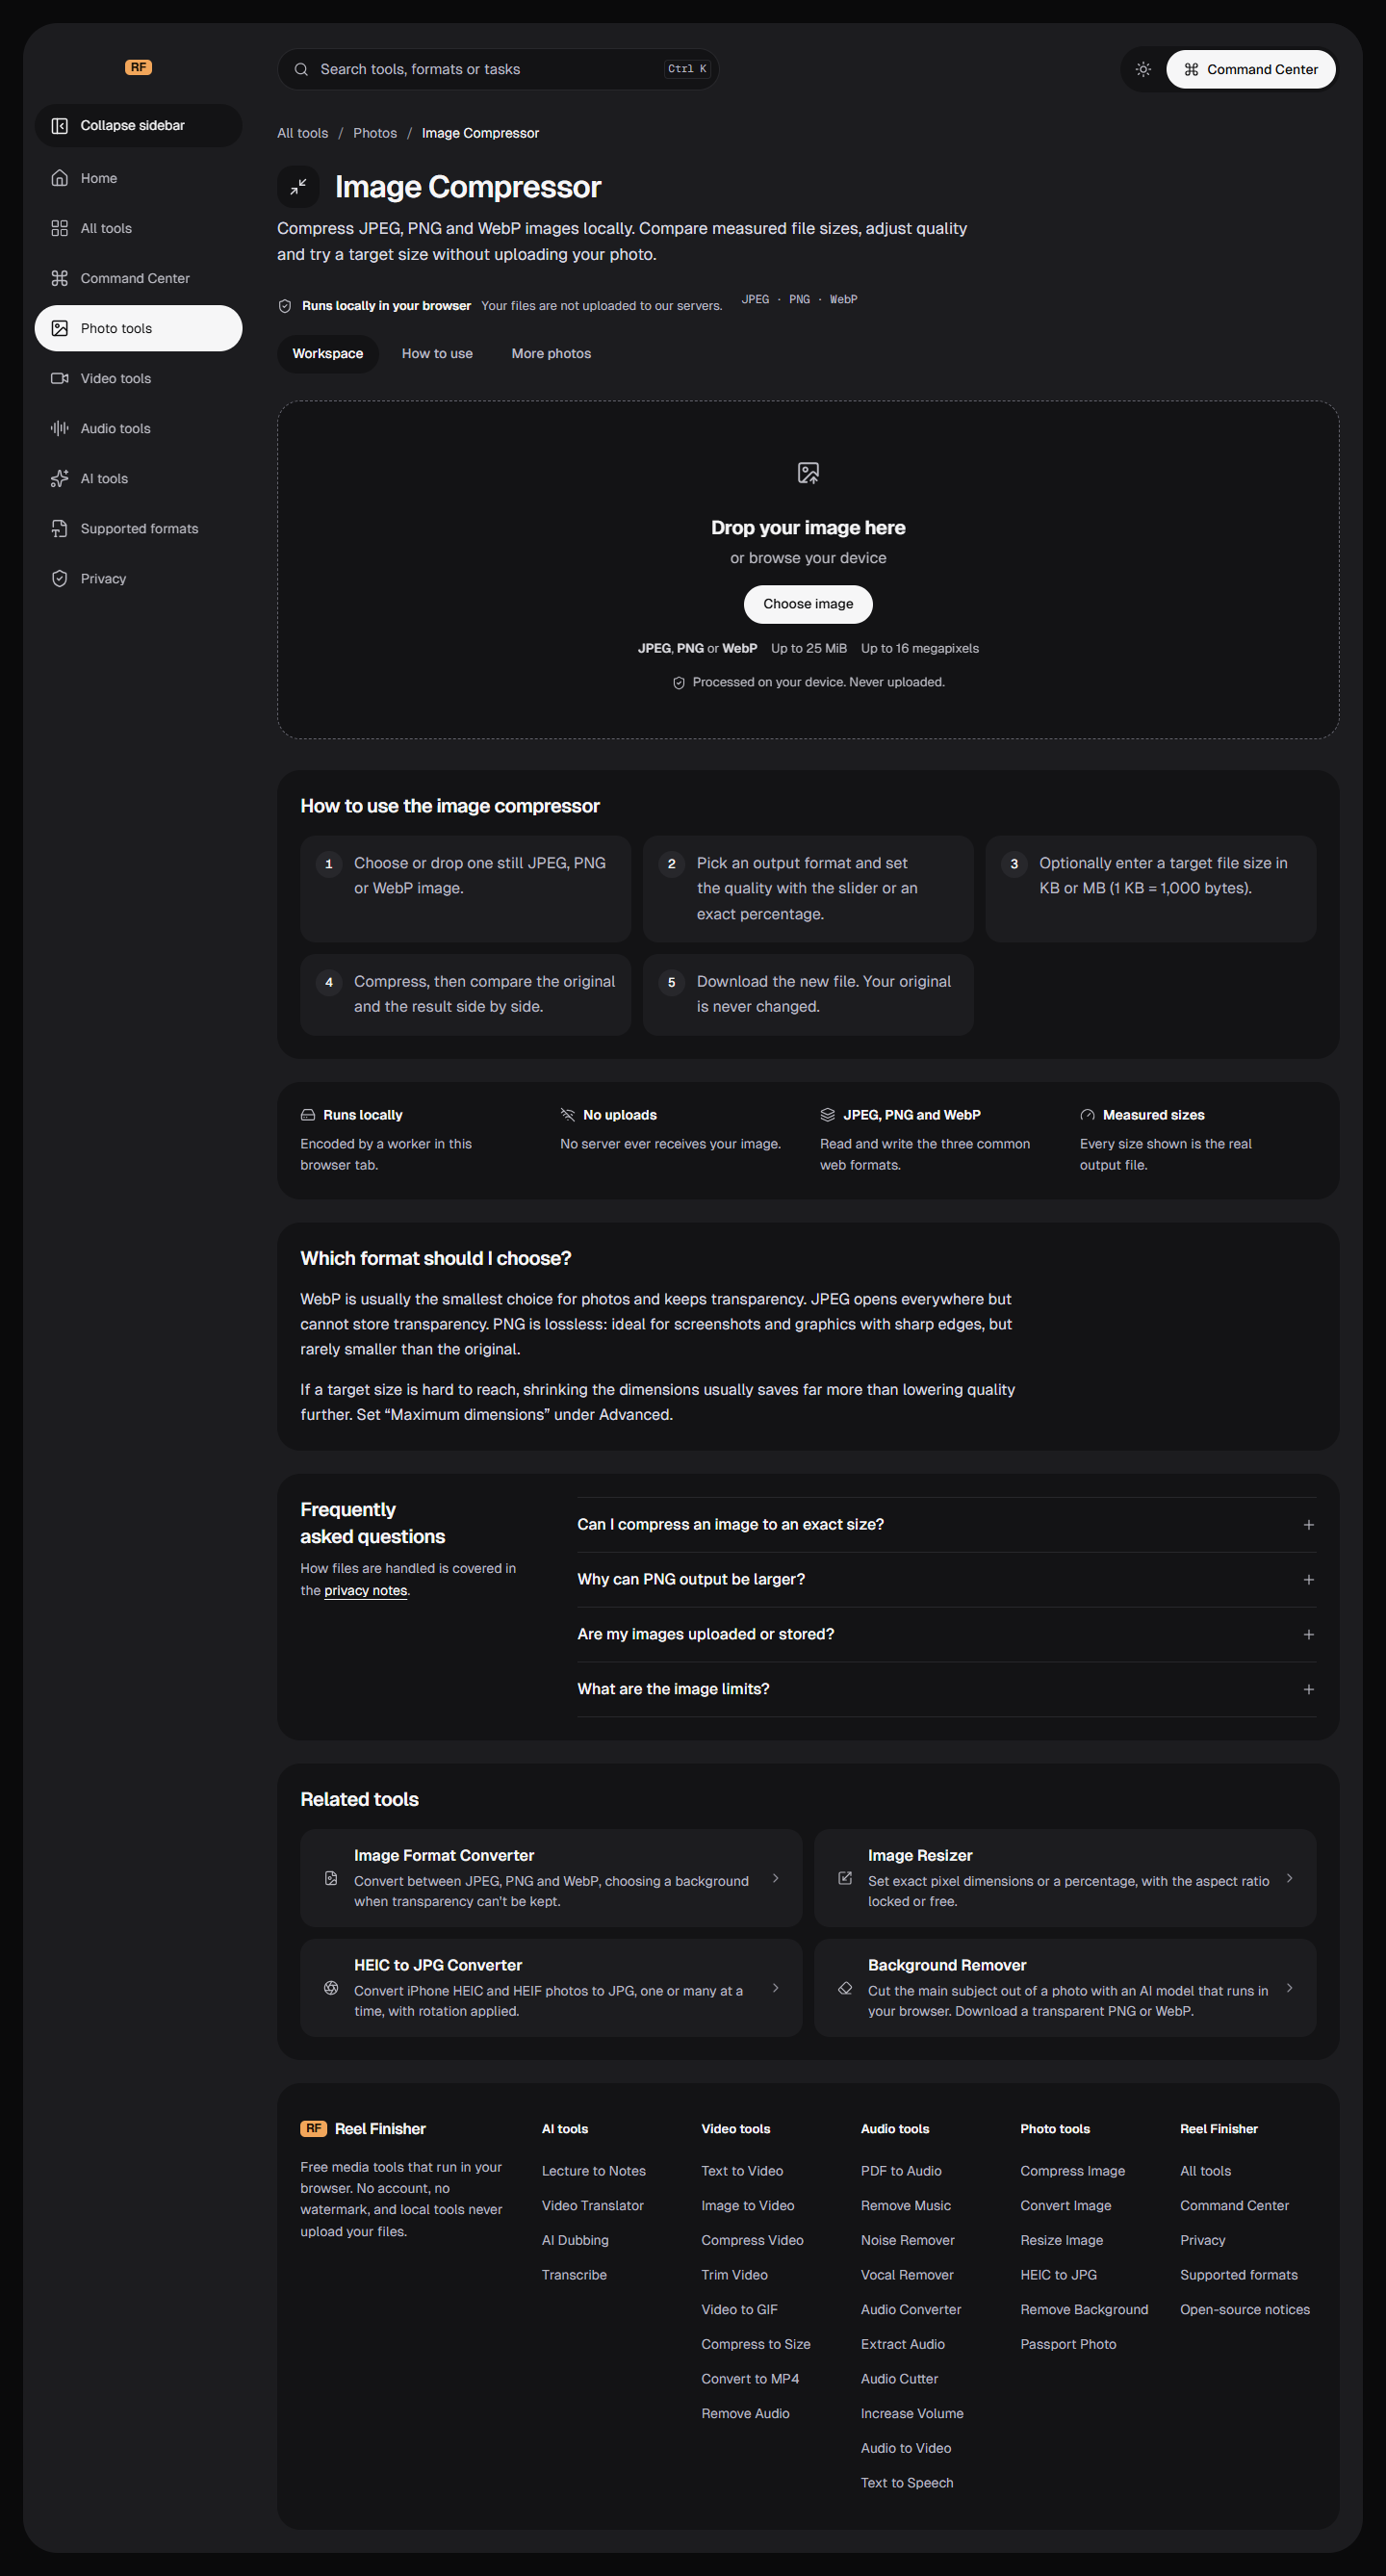 RF
Search tools, formats or tasks
Ctrl K
Command Center
Collapse sidebar
Home
All tools
Command Center
Photo tools
Video tools
Audio tools
AI tools
Supported formats
Privacy
All tools / Photos / Image Compressor
Image Compressor
Compress JPEG, PNG and WebP images locally. Compare measured file sizes, adjust quality
and try a target size without uploading your photo.
Runs locally in your browser Your files are not uploaded to our servers.
JPEG · PNG · WebP
Workspace
How to use
More photos
Drop your image here
or browse your device
Choose image
JPEG, PNG or WebP Up to 25 MiB Up to 16 megapixels
Processed on your device. Never uploaded.
How to use the image compressor
1
Choose or drop one still JPEG, PNG
or WebP image.
2
Pick an output format and set
the quality with the slider or an
exact percentage.
3
Optionally enter a target file size in
KB or MB (1 KB = 1,000 bytes).
4
Compress, then compare the original
and the result side by side.
5
Download the new file. Your original
is never changed.
Runs locally
Encoded by a worker in this
browser tab.
No uploads
No server ever receives your image.
JPEG, PNG and WebP
Read and write the three common
web formats.
Measured sizes
Every size shown is the real
output file.
Which format should I choose?
WebP is usually the smallest choice for photos and keeps transparency. JPEG opens everywhere but
cannot store transparency. PNG is lossless: ideal for screenshots and graphics with sharp edges, but
rarely smaller than the original.
If a target size is hard to reach, shrinking the dimensions usually saves far more than lowering quality
further. Set “Maximum dimensions” under Advanced.
Frequently
asked questions
How files are handled is covered in
the privacy notes.
Can I compress an image to an exact size?
Why can PNG output be larger?
Are my images uploaded or stored?
What are the image limits?
Related tools
Image Format Converter
Convert between JPEG, PNG and WebP, choosing a background
when transparency can't be kept.
Image Resizer
Set exact pixel dimensions or a percentage, with the aspect ratio
locked or free.
HEIC to JPG Converter
Convert iPhone HEIC and HEIF photos to JPG, one or many at a
time, with rotation applied.
Background Remover
Cut the main subject out of a photo with an AI model that runs in
your browser. Download a transparent PNG or WebP.
RF Reel Finisher
Free media tools that run in your
browser. No account, no
watermark, and local tools never
upload your files.
AI tools
Lecture to Notes
Video Translator
AI Dubbing
Transcribe
Video tools
Text to Video
Image to Video
Compress Video
Trim Video
Video to GIF
Compress to Size
Convert to MP4
Remove Audio
Audio tools
PDF to Audio
Remove Music
Noise Remover
Vocal Remover
Audio Converter
Extract Audio
Audio Cutter
Increase Volume
Audio to Video
Text to Speech
Photo tools
Compress Image
Convert Image
Resize Image
HEIC to JPG
Remove Background
Passport Photo
Reel Finisher
All tools
Command Center
Privacy
Supported formats
Open-source notices